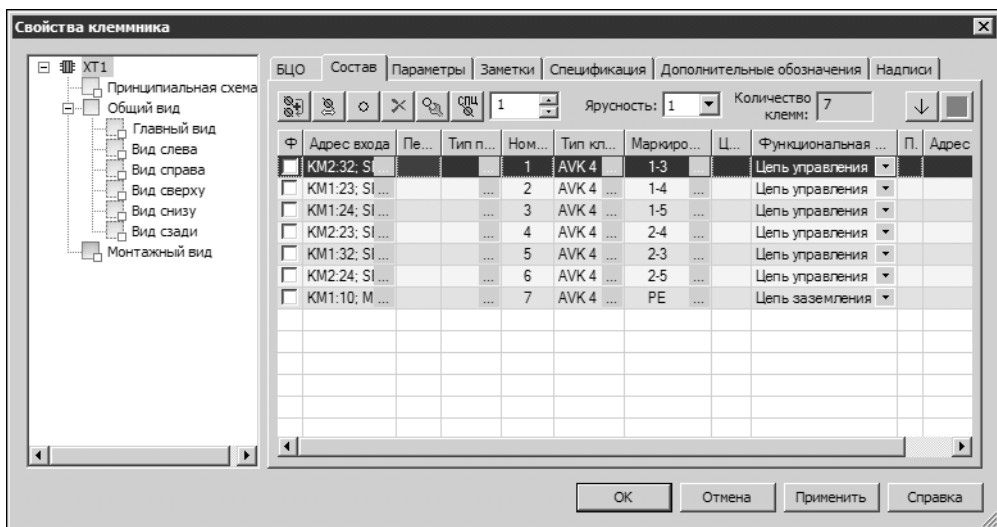 Свойства клеммника
XT1
Принципиальная схема
Общий вид
Главный вид
Вид слева
Вид справа
Вид сверху
Вид снизу
Вид сзади
Монтажный вид
БЦО Состав Параметры Заметки Спецификация Дополнительные обозначения Надписи
СПЦ 1 Ярусность: 1 Количество клемм: 7
Ф Адрес входа Пе... Тип п... Ном... Тип кл... Маркиро... Ц... Функциональная ... П. Адрес
KM2:32; SI... ... 1 AVK 4 ... 1-3 ... Цепь управления
KM1:23; SI... ... 2 AVK 4 ... 1-4 ... Цепь управления
KM1:24; SI... ... 3 AVK 4 ... 1-5 ... Цепь управления
KM2:23; SI... ... 4 AVK 4 ... 2-4 ... Цепь управления
KM1:32; SI... ... 5 AVK 4 ... 2-3 ... Цепь управления
KM2:24; SI... ... 6 AVK 4 ... 2-5 ... Цепь управления
KM1:10; M ... ... 7 AVK 4 ... PE ... Цепь заземления
OK Отмена Применить Справка